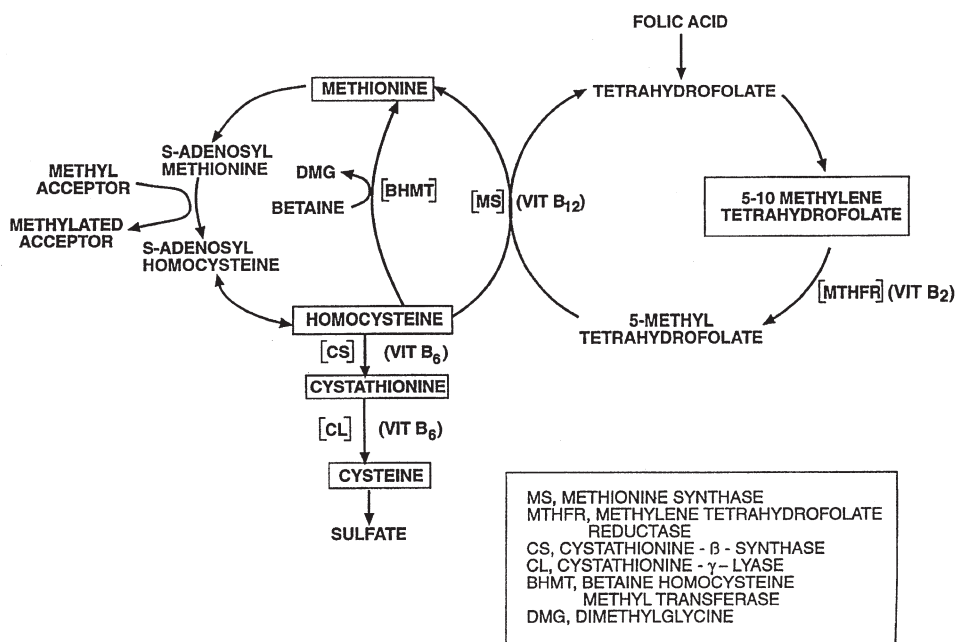 FOLIC ACID
METHIONINE
TETRAHYDROFOLATE
S-ADENOSYL
METHIONINE
METHYL
ACCEPTOR
DMG
BETAINE
[BHMT]
[MS] (VIT B12)
5-10 METHYLENE
TETRAHYDROFOLATE
METHYLATED
ACCEPTOR
S-ADENOSYL
HOMOCYSTEINE
[MTHFR] (VIT B2)
HOMOCYSTEINE
5-METHYL
TETRAHYDROFOLATE
[CS] (VIT B6)
CYSTATHIONINE
[CL] (VIT B6)
CYSTEINE
SULFATE
MS, METHIONINE SYNTHASE
MTHFR, METHYLENE TETRAHYDROFOLATE
REDUCTASE
CS, CYSTATHIONINE - ß - SYNTHASE
CL, CYSTATHIONINE - γ – LYASE
BHMT, BETAINE HOMOCYSTEINE
METHYL TRANSFERASE
DMG, DIMETHYLGLYCINE